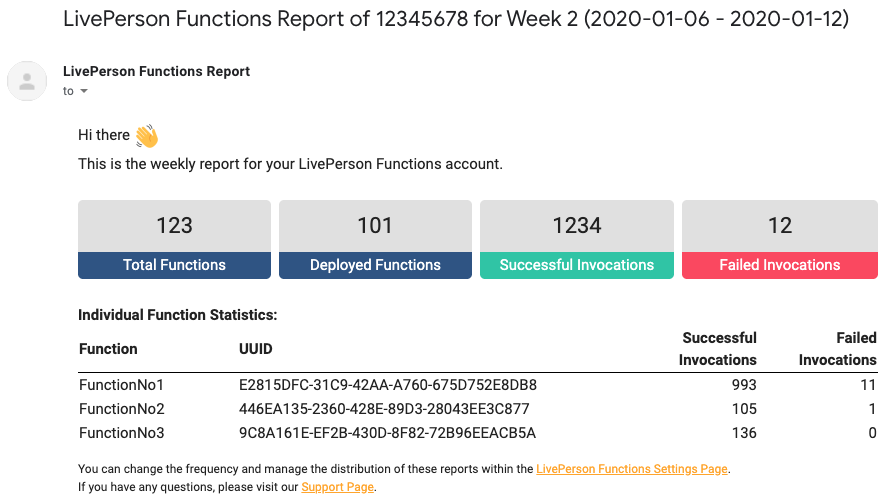 LivePerson Functions Report of 12345678 for Week 2 (2020-01-06 - 2020-01-12)
LivePerson Functions Report
to
Hi there 👋
This is the weekly report for your LivePerson Functions account.
123 101 1234 12
Total Functions Deployed Functions Successful Invocations Failed Invocations
Individual Function Statistics:
Function UUID Successful Invocations Failed Invocations
FunctionNo1 E2815DFC-31C9-42AA-A760-675D752E8DB8 993 11
FunctionNo2 446EA135-2360-428E-89D3-28043EE3C877 105 1
FunctionNo3 9C8A161E-EF2B-430D-8F82-72B96EEACB5A 136 0
You can change the frequency and manage the distribution of these reports within the LivePerson Functions Settings Page.
If you have any questions, please visit our Support Page.